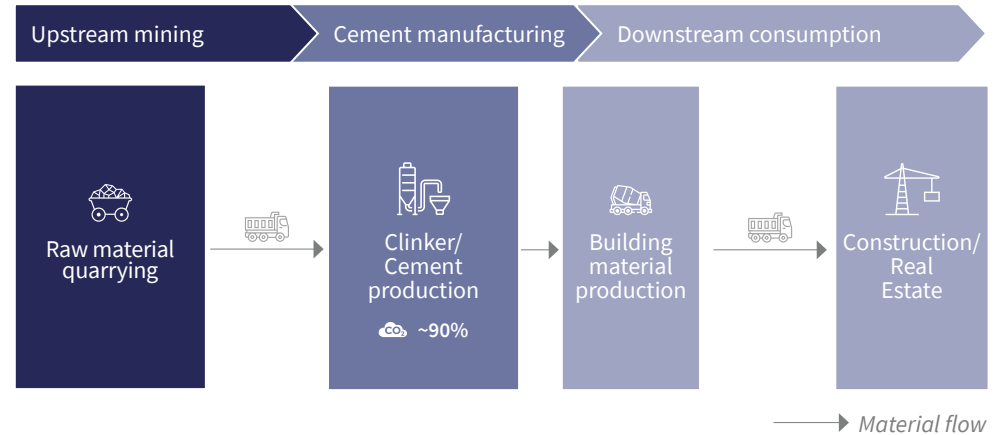 Upstream mining
Cement manufacturing
Downstream consumption
Raw material
quarrying
Clinker/
Cement
production
CO₂ ~90%
Building
material
production
Construction/
Real
Estate
Material flow